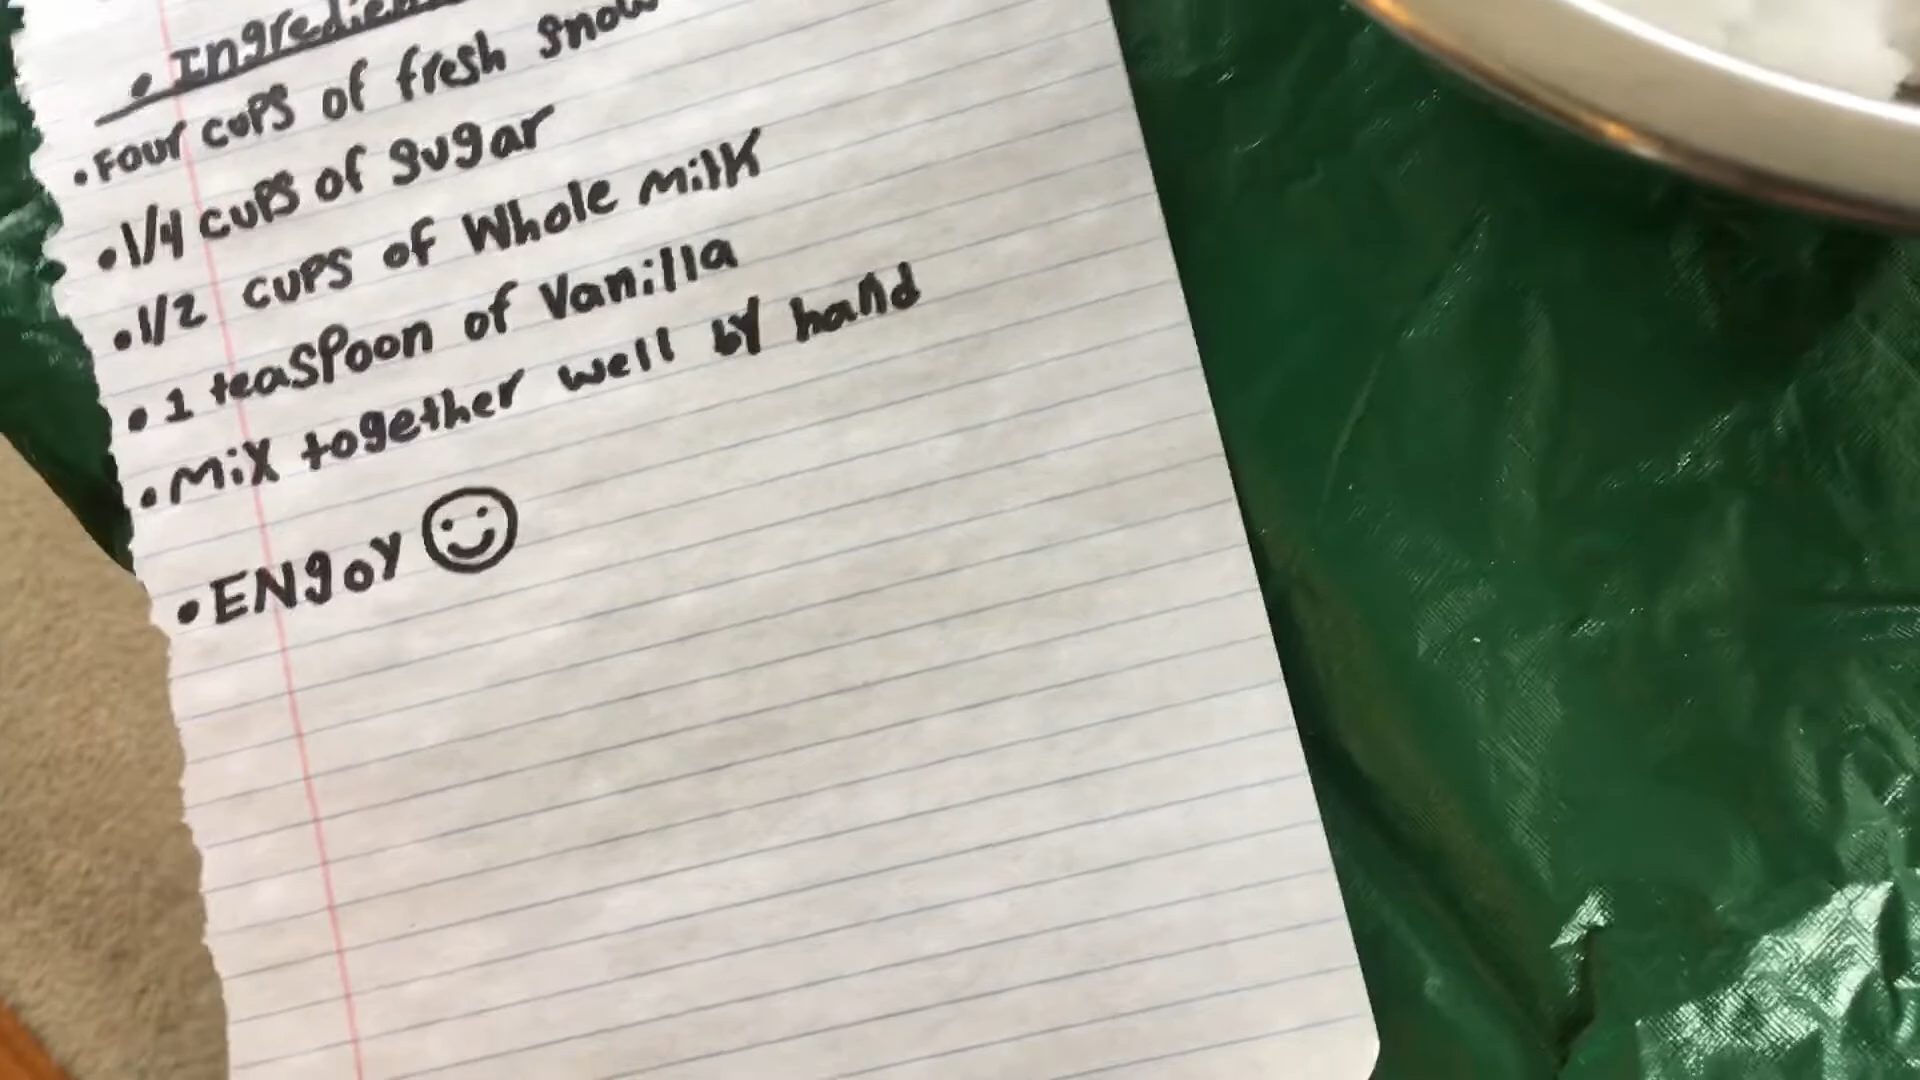 • Ingredien
• Four cups of fresh snow
• 1/4 cups of sugar
• 1/2 cups of Whole milk
• 1 teaspoon of Vanilla
• Mix together well by hand
• ENgoy ☺